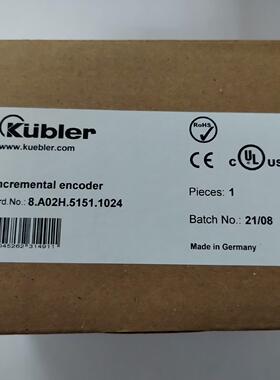 Kübler
www.kuebler.com
RoHS
CE
c UL us
ncremental encoder
rd.No.: 8.A02H.5151.1024
Pieces: 1
Batch No.: 21/08
Made in Germany